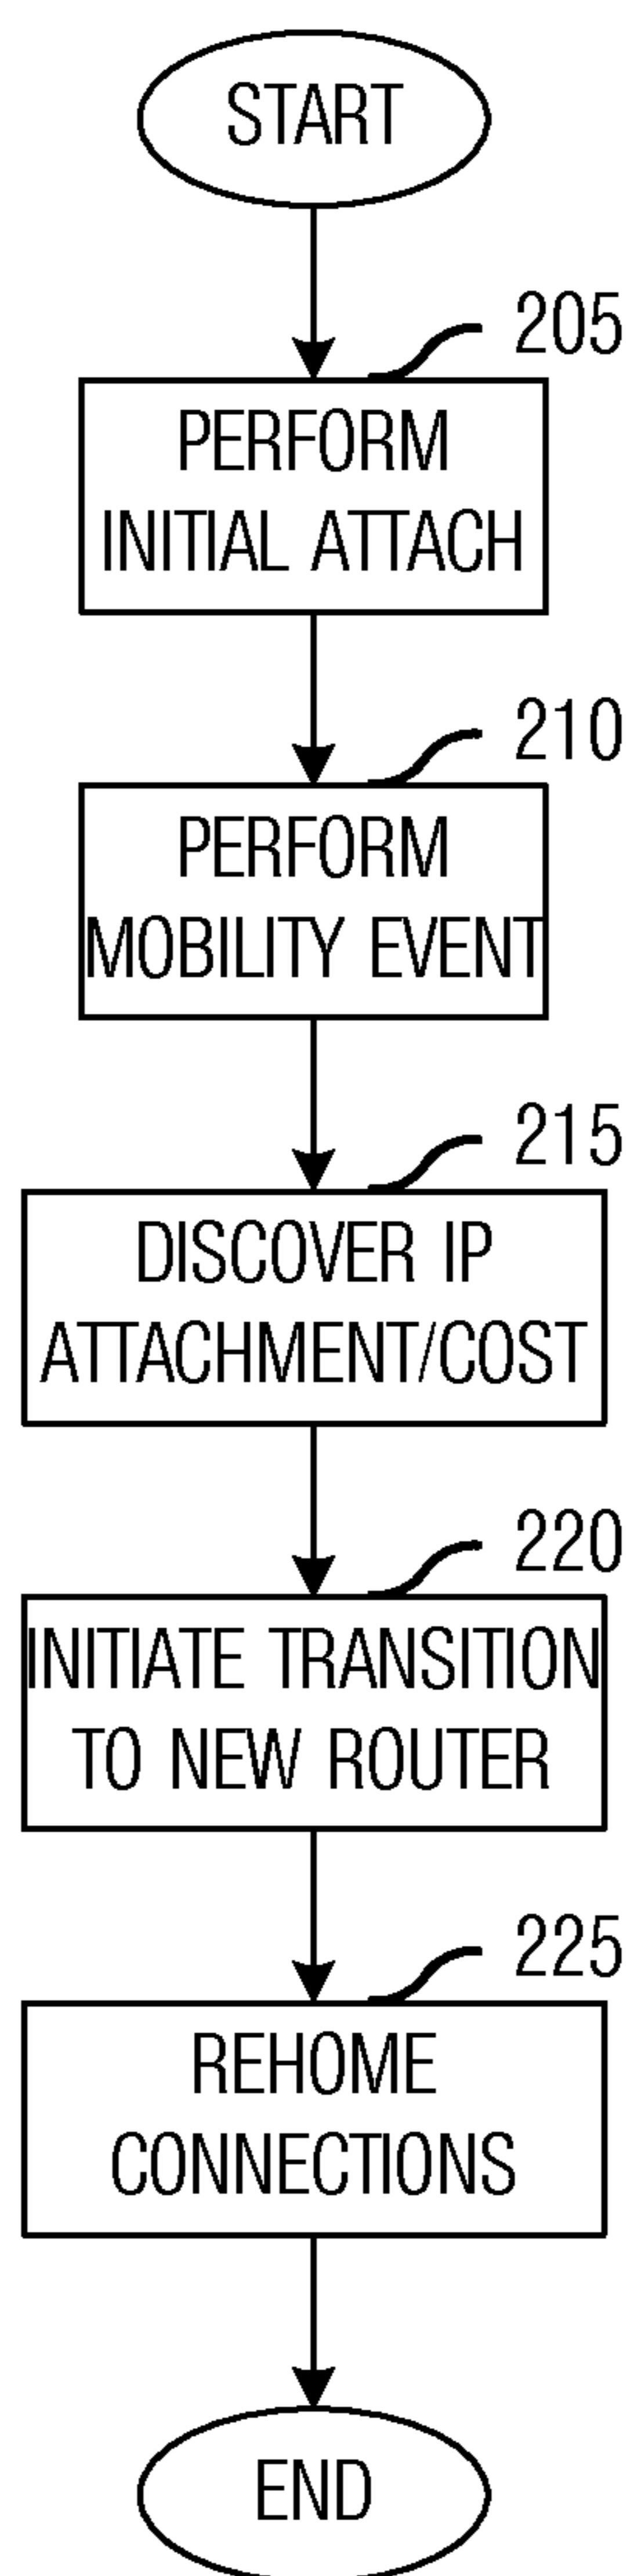 START
205
PERFORM
INITIAL ATTACH
210
PERFORM
MOBILITY EVENT
215
DISCOVER IP
ATTACHMENT/COST
220
INITIATE TRANSITION
TO NEW ROUTER
225
REHOME
CONNECTIONS
END